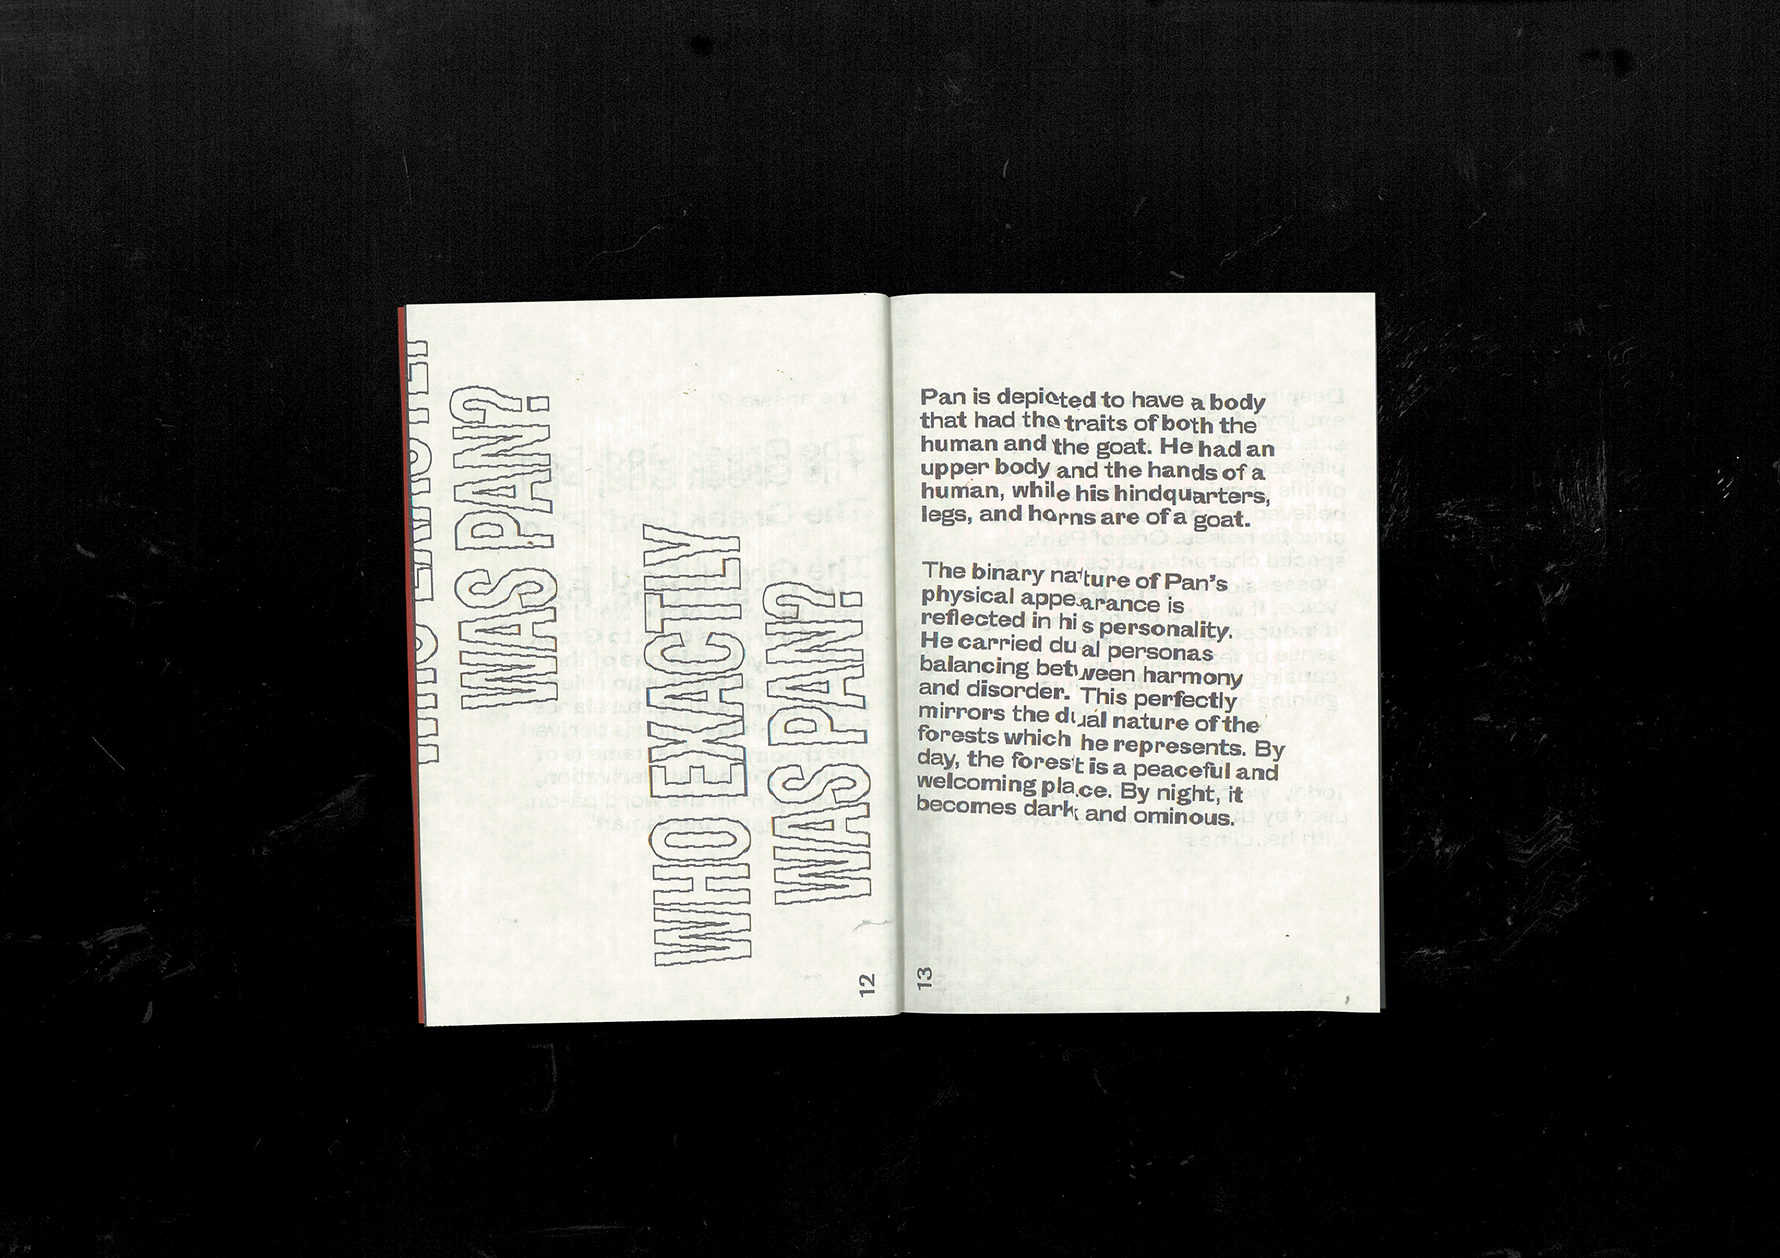 WHO EXACTLY
WAS PAN?
WHO EXACTLY
WAS PAN?
12
Pan is depicted to have a body
that had the traits of both the
human and the goat. He had an
upper body and the hands of a
human, while his hindquarters,
legs, and horns are of a goat.
The binary nature of Pan's
physical appearance is
reflected in his personality.
He carried dual personas
balancing between harmony
and disorder. This perfectly
mirrors the dual nature of the
forests which he represents. By
day, the forest is a peaceful and
welcoming place. By night, it
becomes dark and ominous.
13